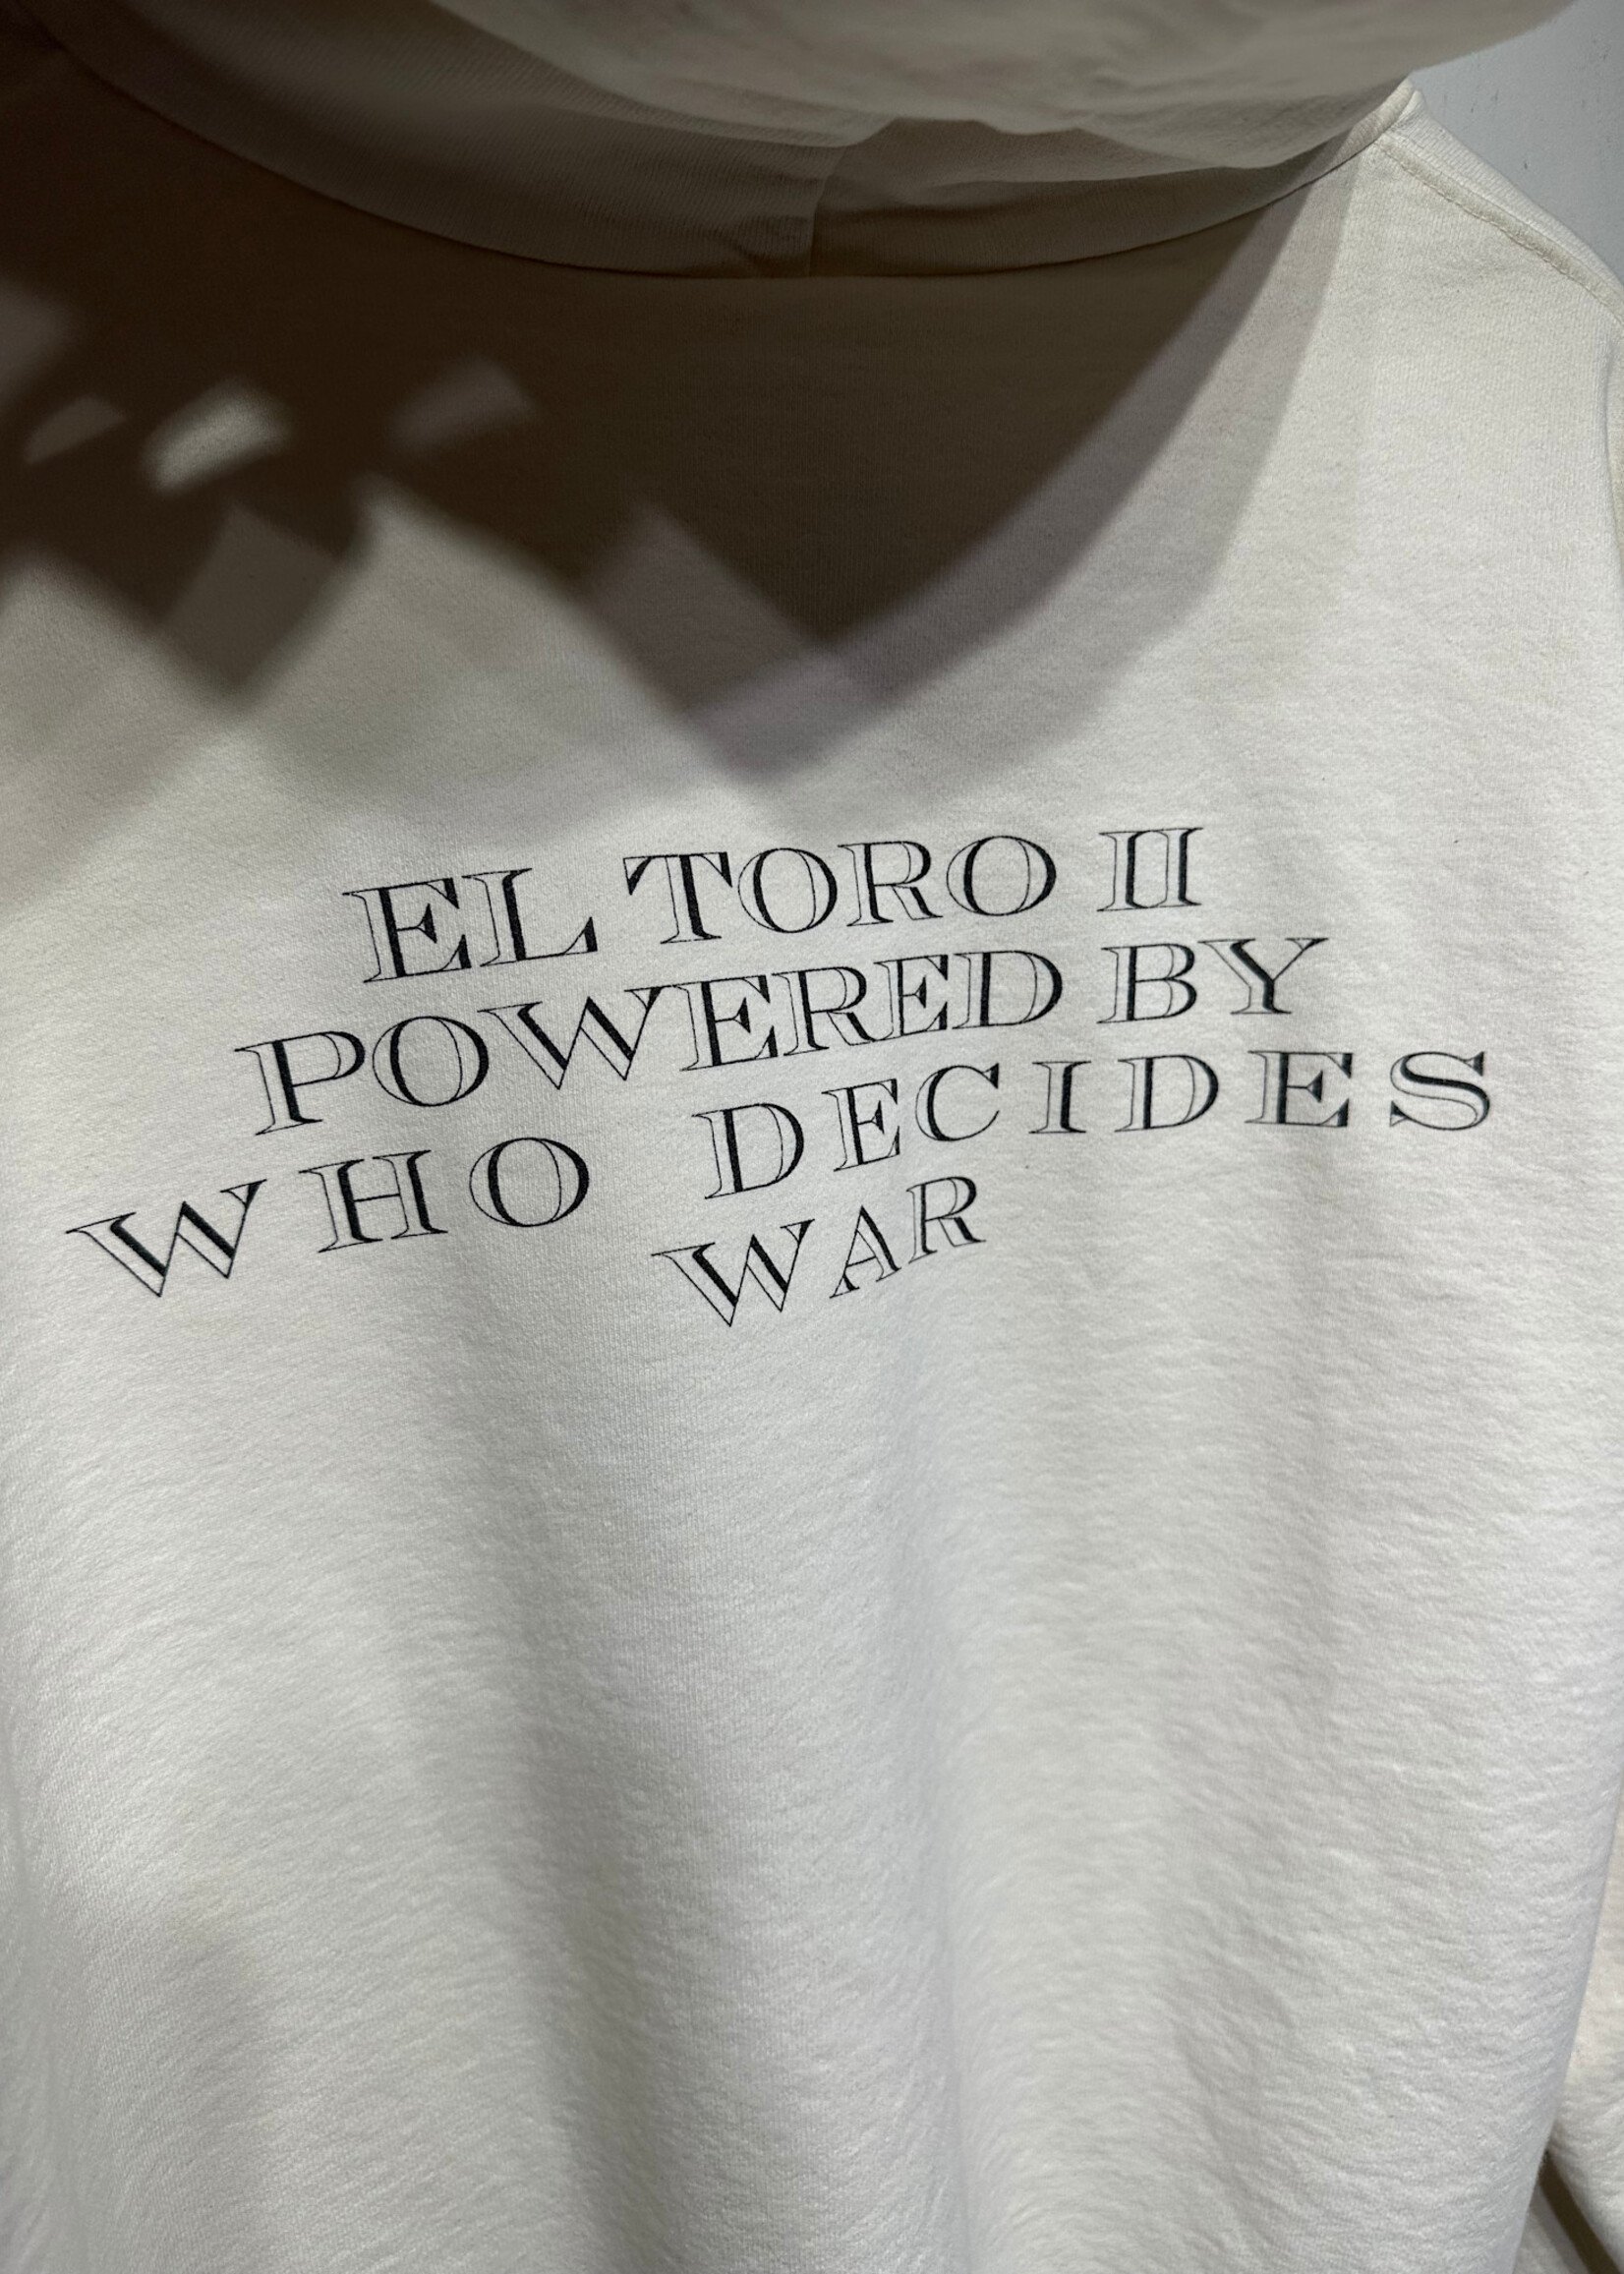 EL TORO II
POWERED BY
WHO DECIDES
WAR